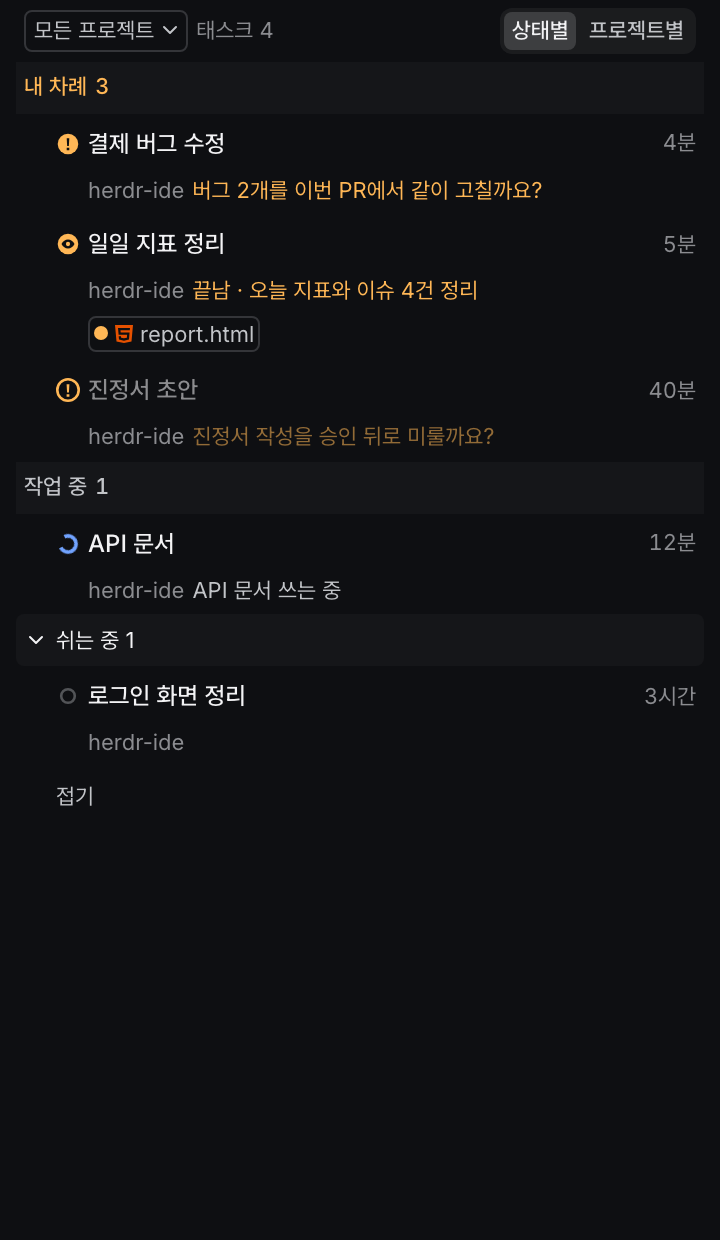 모든 프로젝트 태스크 4 상태별 프로젝트별
내 차례 3
결제 버그 수정 4분
herdr-ide 버그 2개를 이번 PR에서 같이 고칠까요?
일일 지표 정리 5분
herdr-ide 끝남 · 오늘 지표와 이슈 4건 정리
report.html
진정서 초안 40분
herdr-ide 진정서 작성을 승인 뒤로 미룰까요?
작업 중 1
API 문서 12분
herdr-ide API 문서 쓰는 중
쉬는 중 1
로그인 화면 정리 3시간
herdr-ide
접기